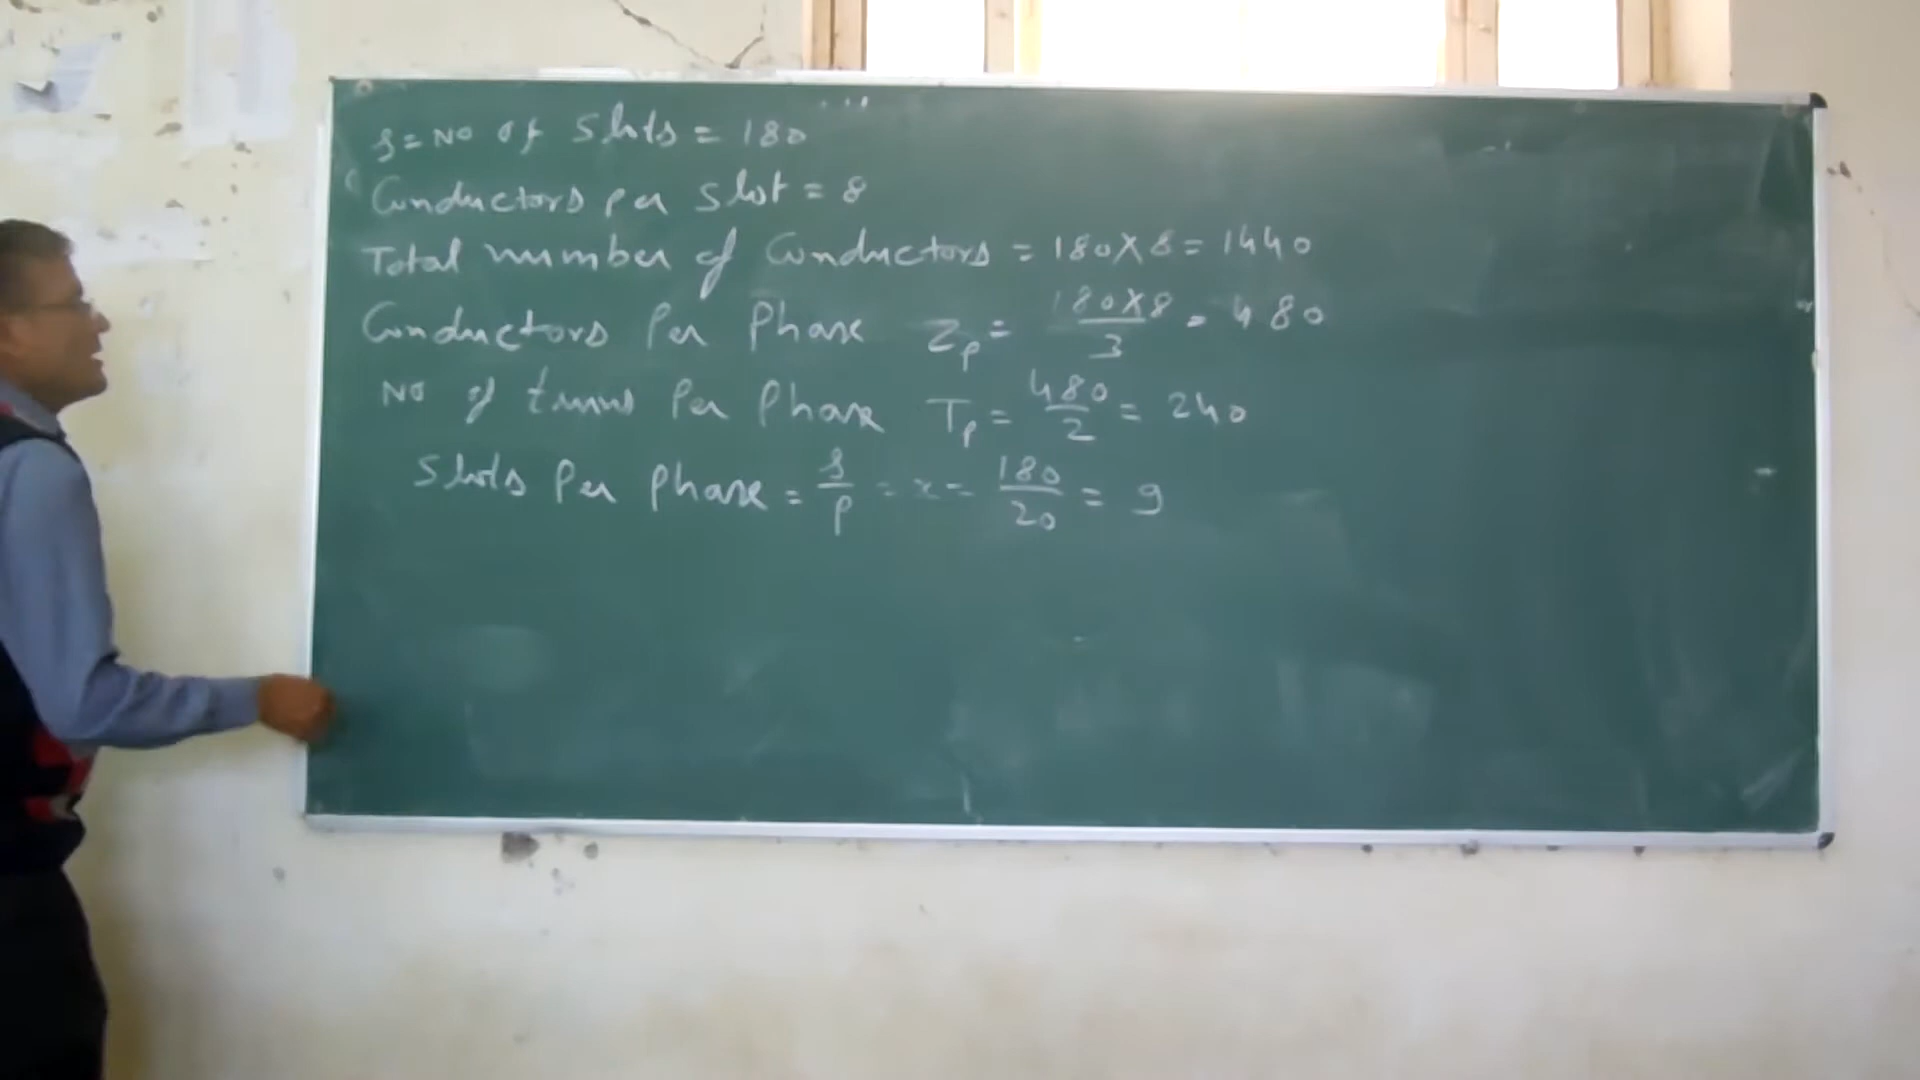 s = No of Slots = 180
Conductors per slot = 8
Total number of Conductors = 180 X 8 = 1440
Conductors Per Phase Zp = 180 X 8 / 3 = 480
No of turns Per Phase Tp = 480 / 2 = 240
Slots Per Phase = s / p = x = 180 / 20 = 9